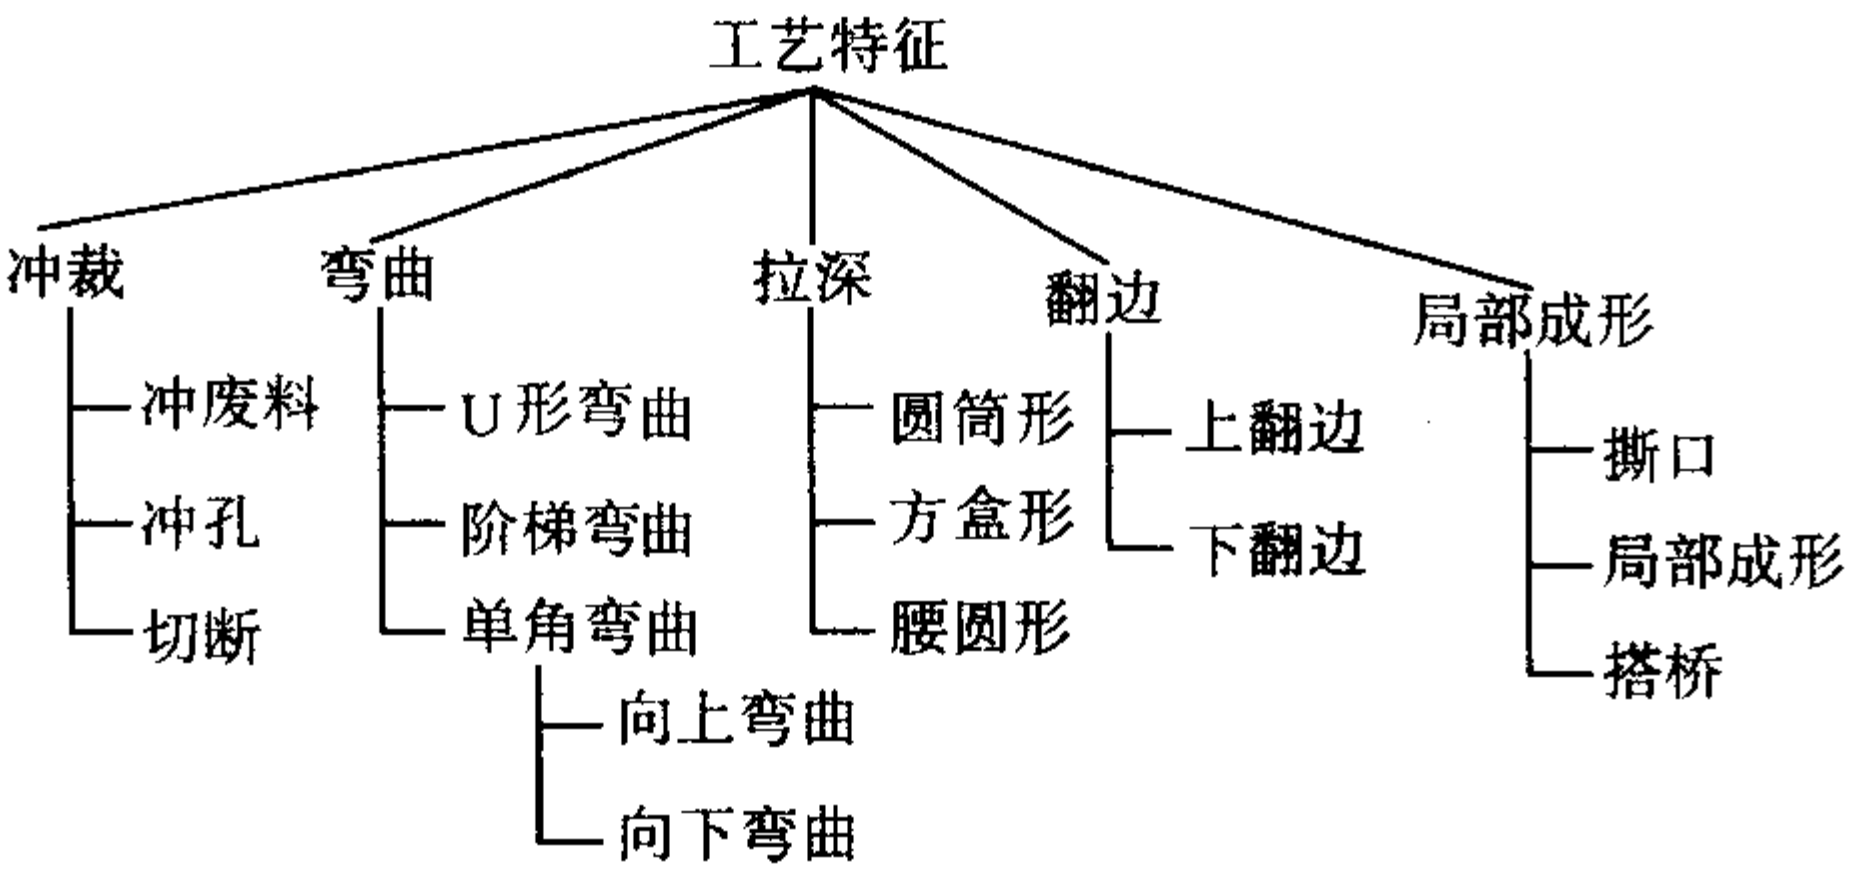 工艺特征
冲裁
冲废料
冲孔
切断
弯曲
U形弯曲
阶梯弯曲
单角弯曲
向上弯曲
向下弯曲
拉深
圆筒形
方盒形
腰圆形
翻边
上翻边
下翻边
局部成形
撕口
局部成形
搭桥